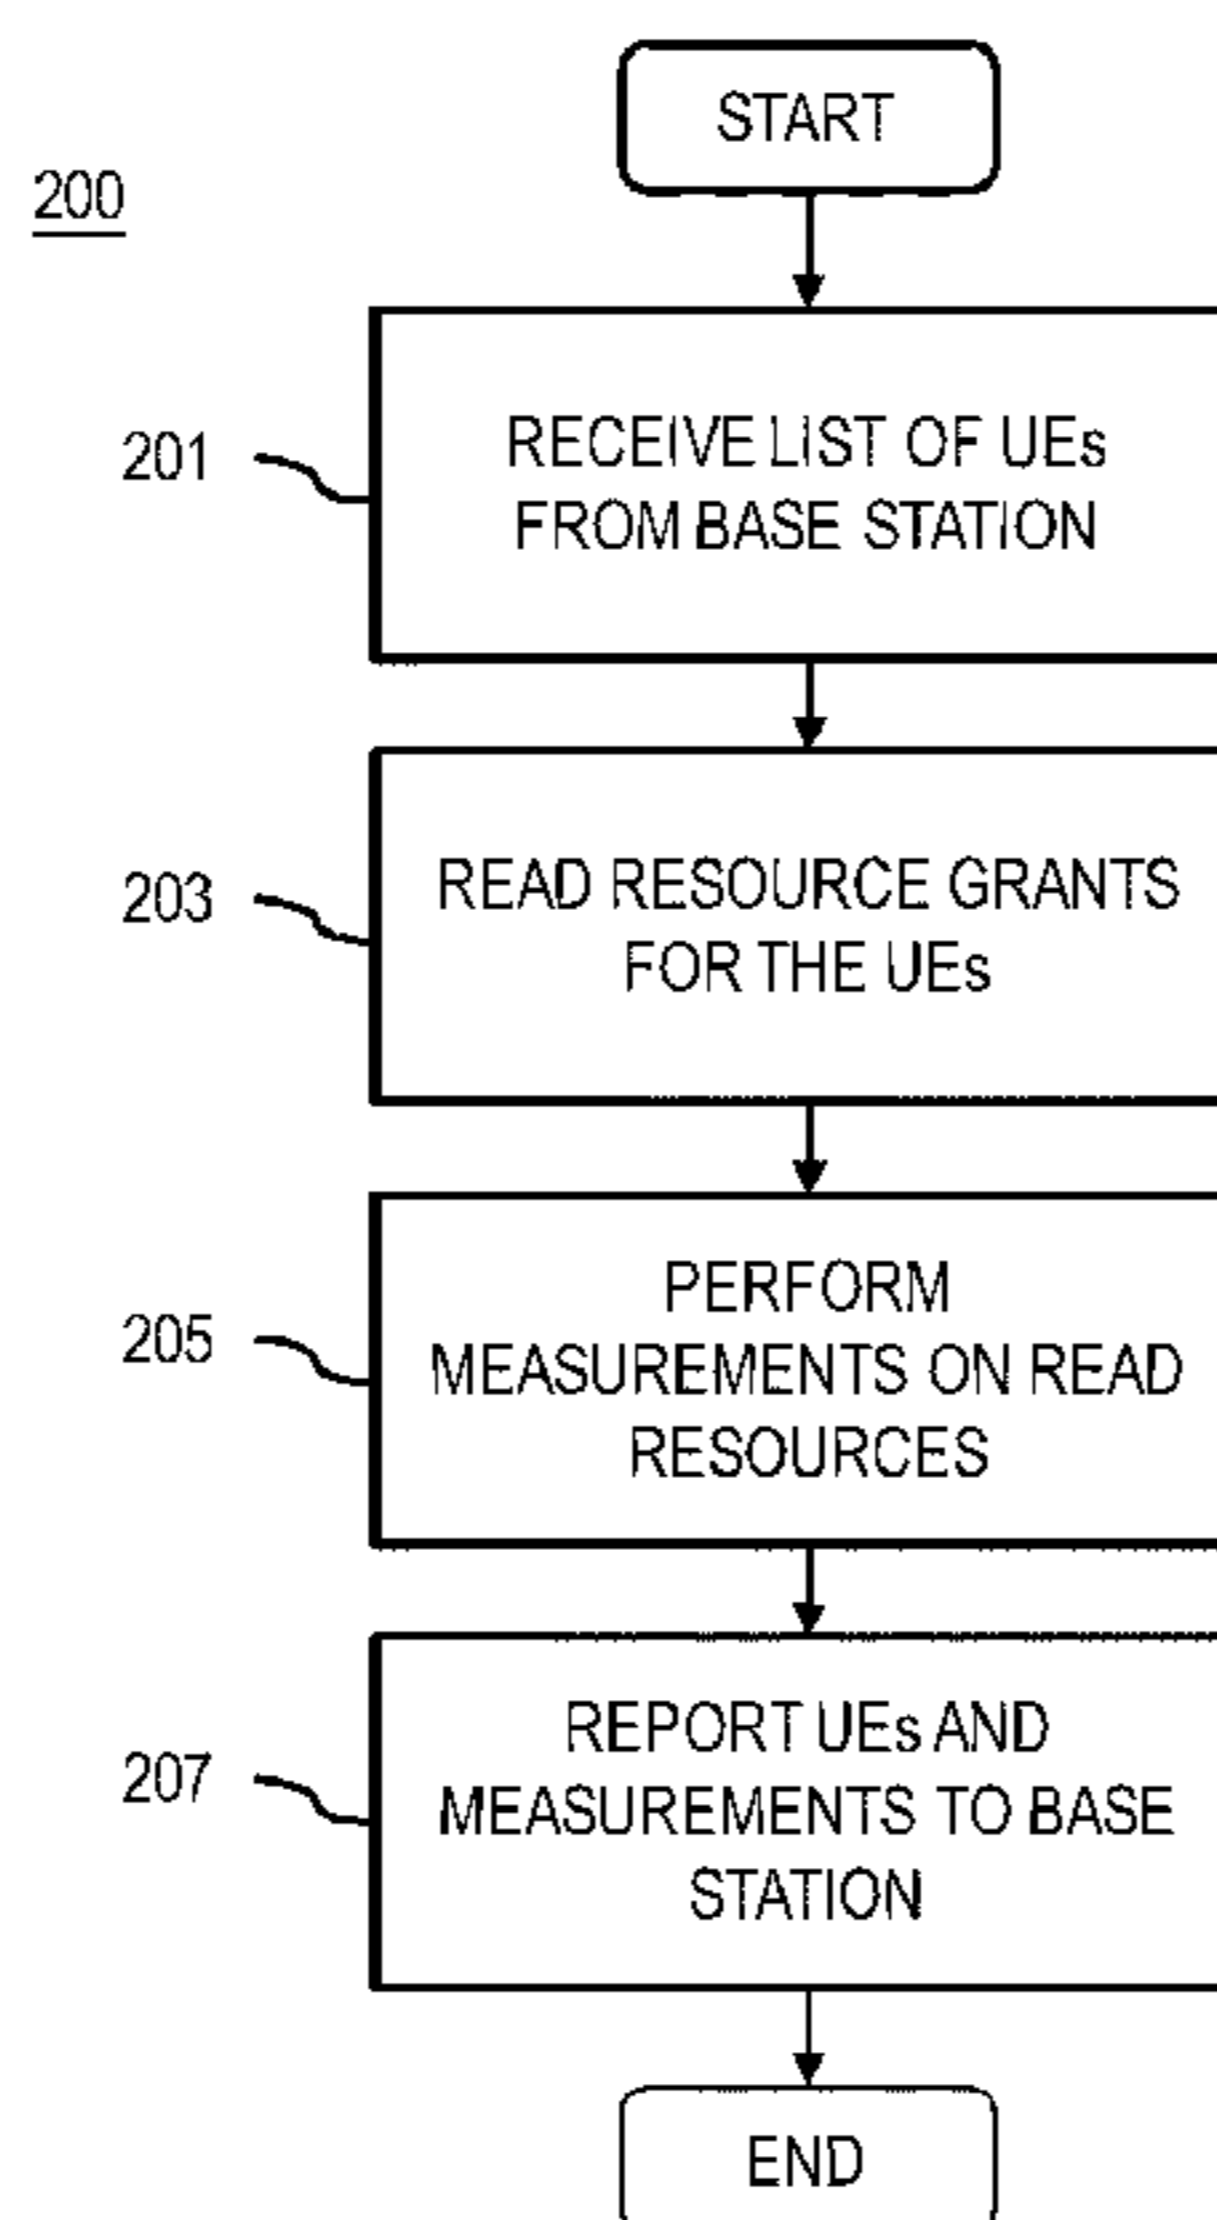 START
200
201
RECEIVE LIST OF UEs
FROM BASE STATION
203
READ RESOURCE GRANTS
FOR THE UEs
205
PERFORM
MEASUREMENTS ON READ
RESOURCES
207
REPORT UEs AND
MEASUREMENTS TO BASE
STATION
END